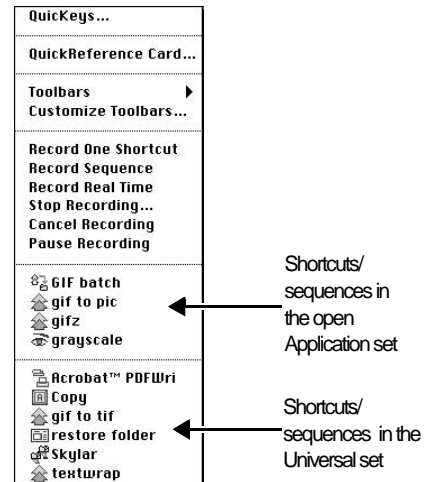 QuicKeys...
QuickReference Card...
Toolbars
Customize Toolbars...
Record One Shortcut
Record Sequence
Record Real Time
Stop Recording...
Cancel Recording
Pause Recording
GIF batch
gif to pic
gifz
grayscale
Shortcuts/
sequences in
the open
Application set
Acrobat™ PDFWri
Copy
gif to tif
restore folder
Skylar
textwrap
Shortcuts/
sequences in the
Universal set